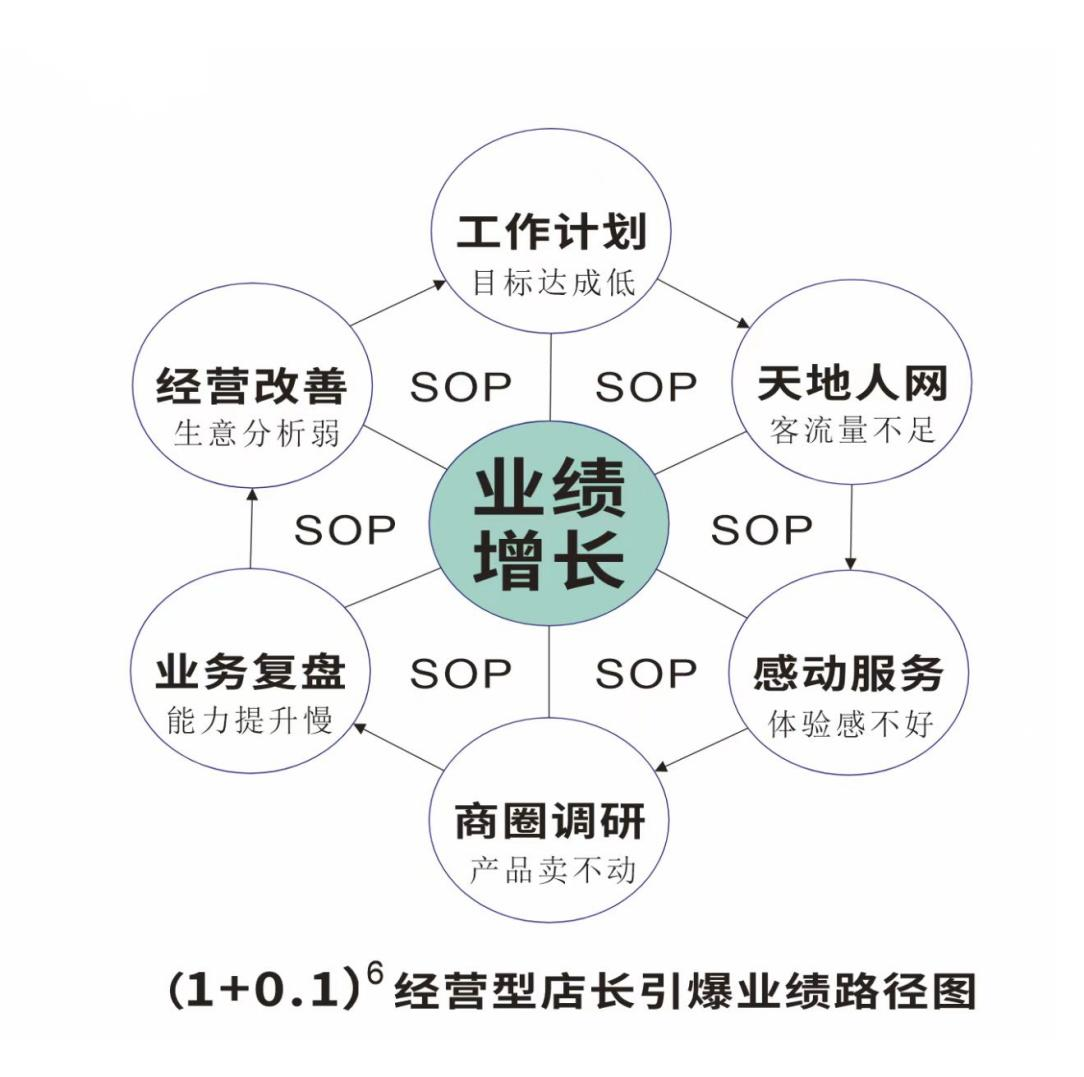 工作计划
目标达成低
经营改善
生意分析弱
SOP
SOP
天地人网
客流量不足
业绩
增长
SOP
SOP
业务复盘
能力提升慢
SOP
SOP
感动服务
体验感不好
商圈调研
产品卖不动
(1+0.1)⁶经营型店长引爆业绩路径图